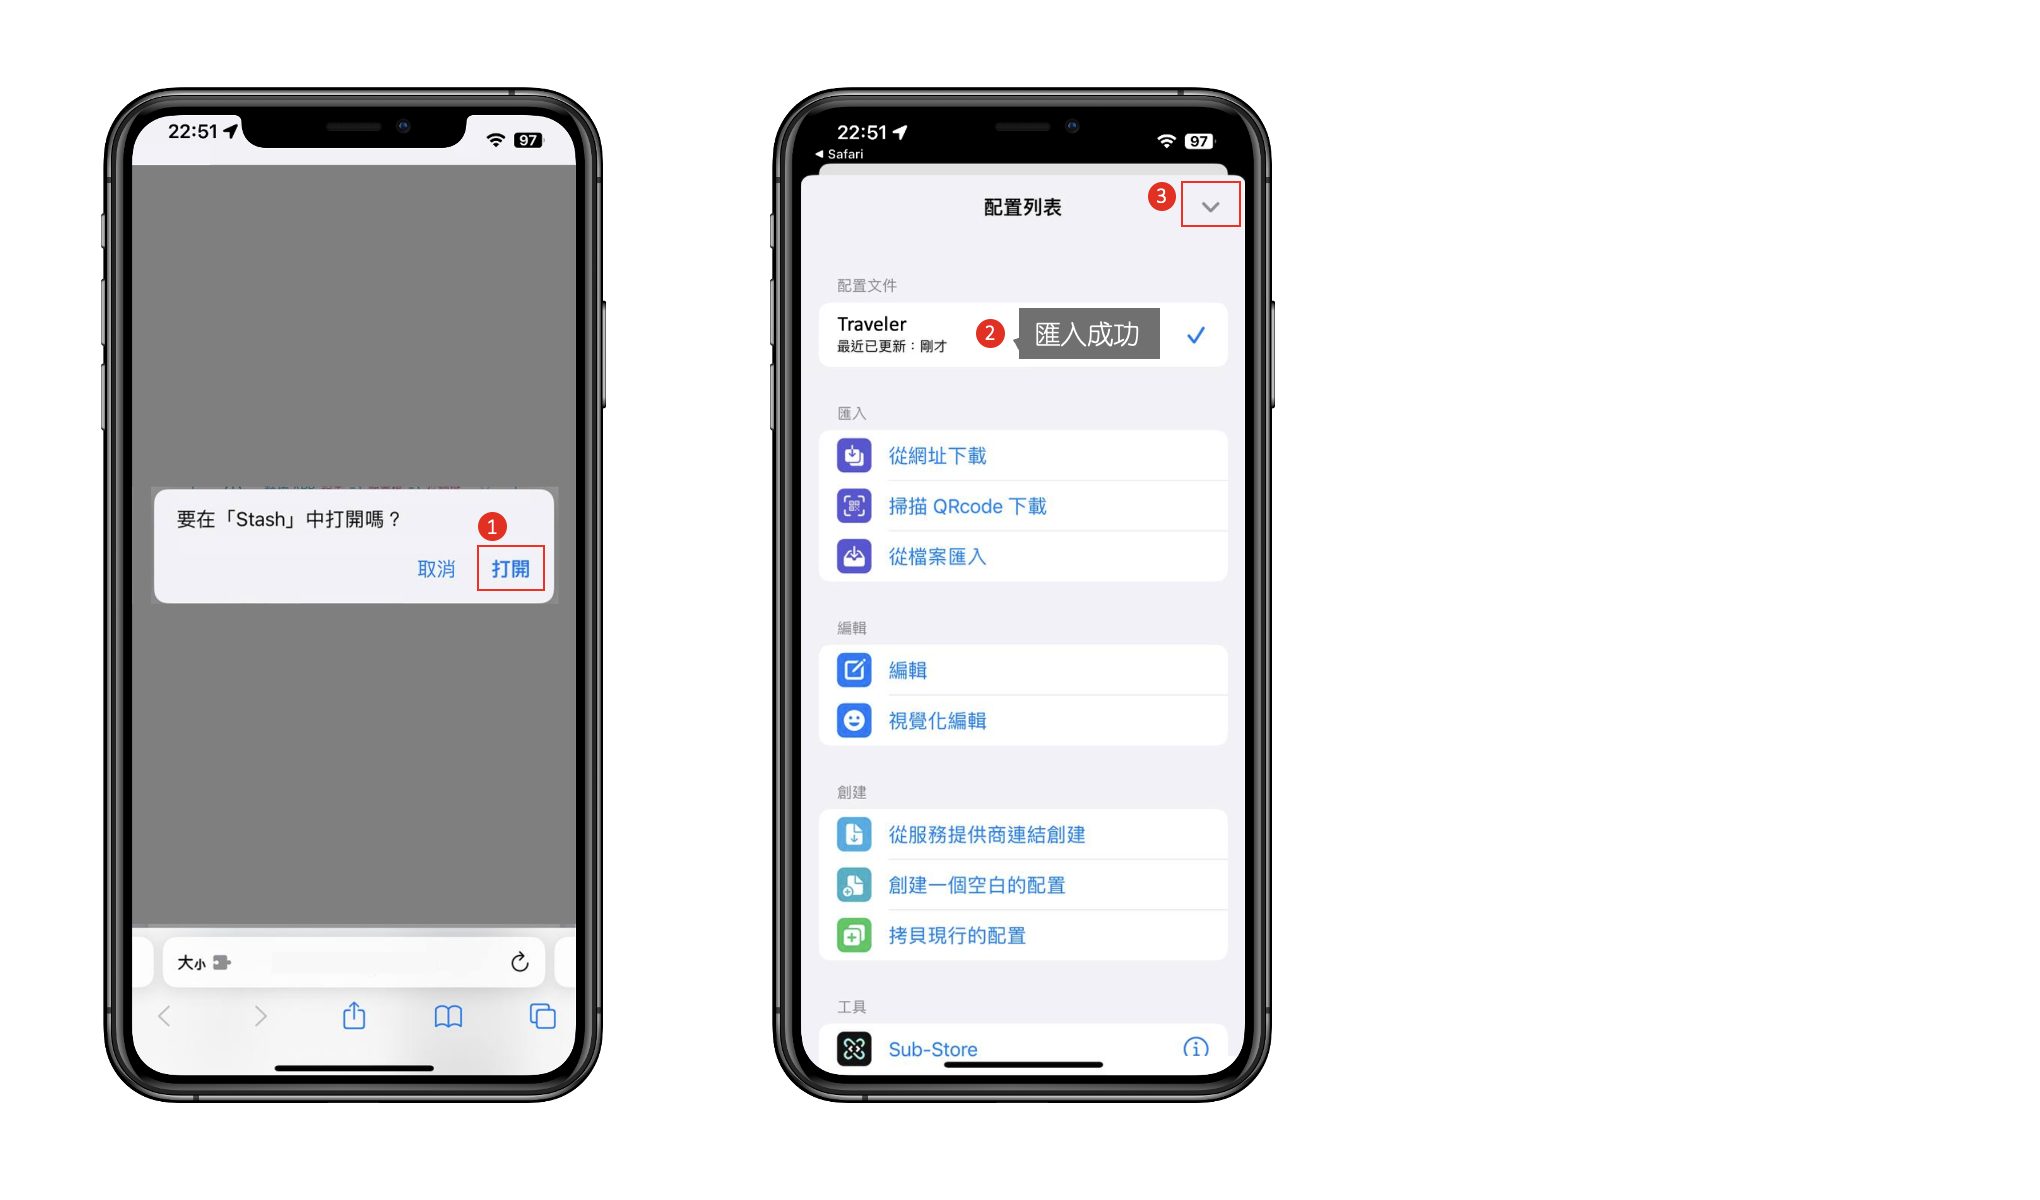 22:51
97
要在「Stash」中打開嗎？
1
取消
打開
大小
22:51
Safari
97
配置列表
3
配置文件
Traveler
最近已更新：剛才
2
匯入成功
匯入
從網址下載
掃描 QRcode 下載
從檔案匯入
編輯
編輯
視覺化編輯
創建
從服務提供商連結創建
創建一個空白的配置
拷貝現行的配置
工具
Sub-Store